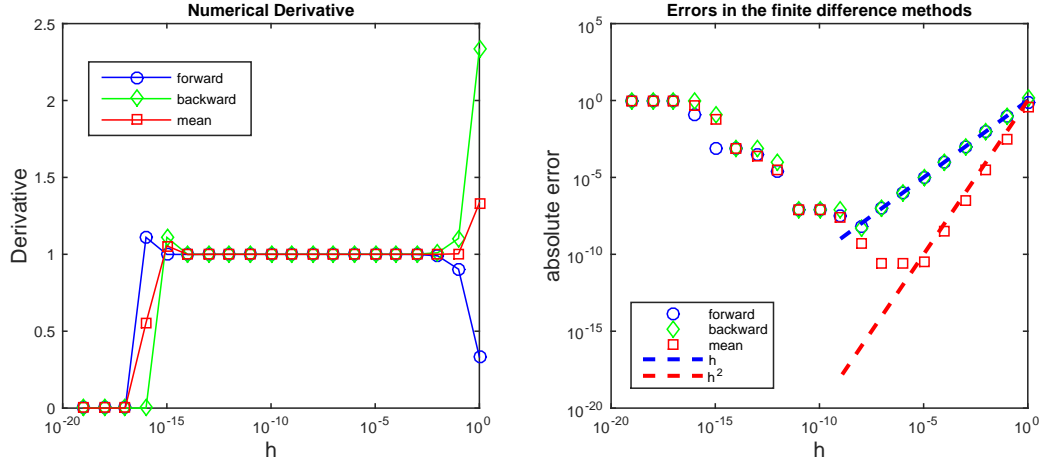 Numerical Derivative
2.5
2
1.5
1
0.5
0
Derivative
forward
backward
mean
10^-20
10^-15
10^-10
10^-5
10^0
h
Errors in the finite difference methods
10^5
10^0
10^-5
10^-10
10^-15
10^-20
absolute error
forward
backward
mean
h
h^2
10^-20
10^-15
10^-10
10^-5
10^0
h